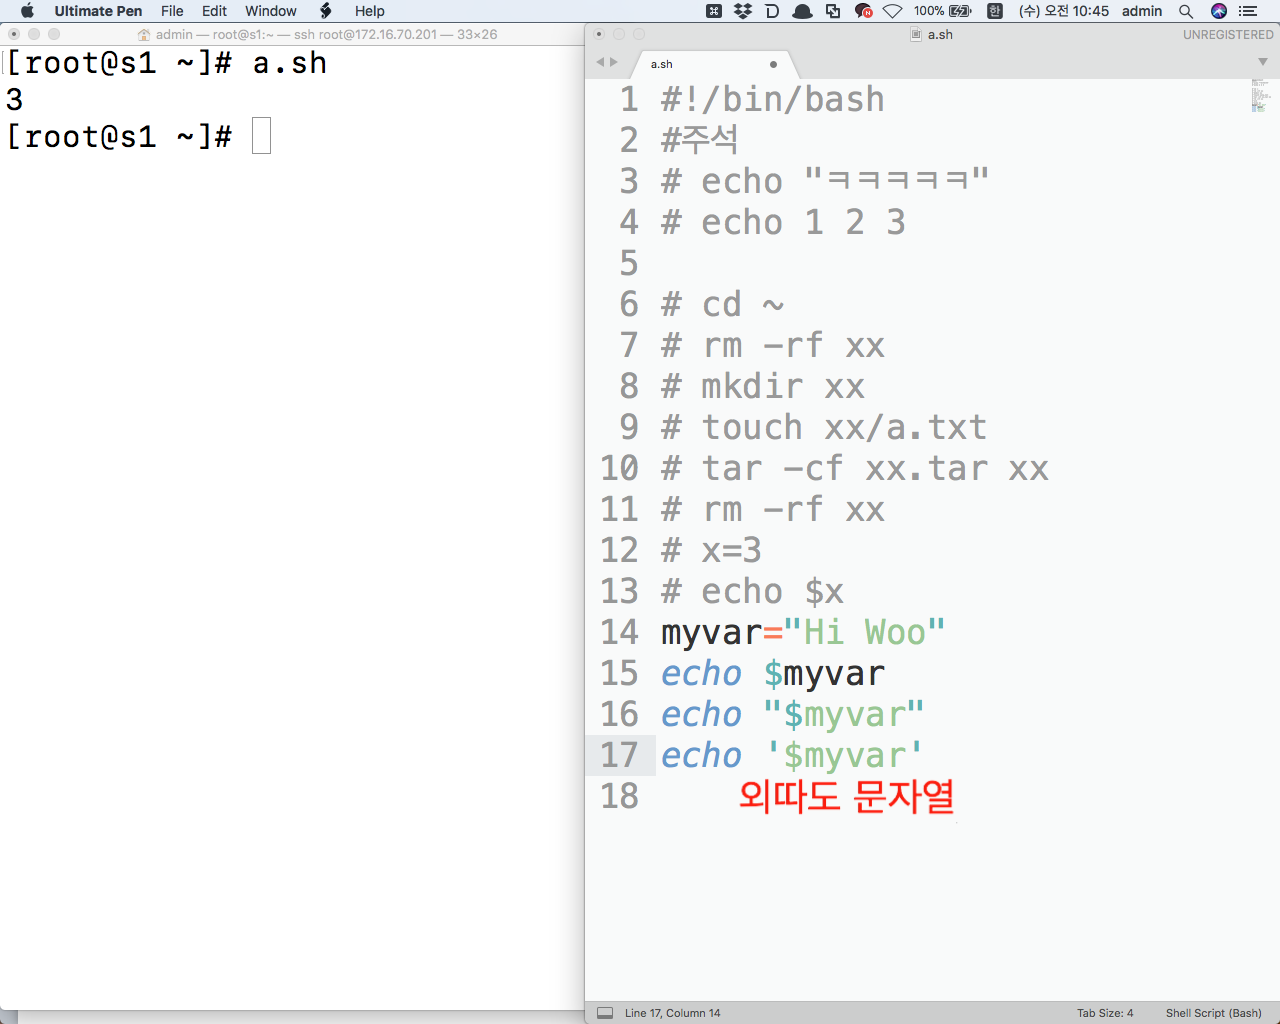 Ultimate Pen File Edit Window Help 100% 한 (수) 오전 10:45 admin
admin — root@s1:~ — ssh root@172.16.70.201 — 33×26
[root@s1 ~]# a.sh
3
[root@s1 ~]#
a.sh UNREGISTERED
a.sh
1 #!/bin/bash
2 #주석
3 # echo "ㅋㅋㅋㅋㅋ"
4 # echo 1 2 3
5
6 # cd ~
7 # rm -rf xx
8 # mkdir xx
9 # touch xx/a.txt
10 # tar -cf xx.tar xx
11 # rm -rf xx
12 # x=3
13 # echo $x
14 myvar="Hi Woo"
15 echo $myvar
16 echo "$myvar"
17 echo '$myvar'
18 외따도 문자열
Line 17, Column 14 Tab Size: 4 Shell Script (Bash)